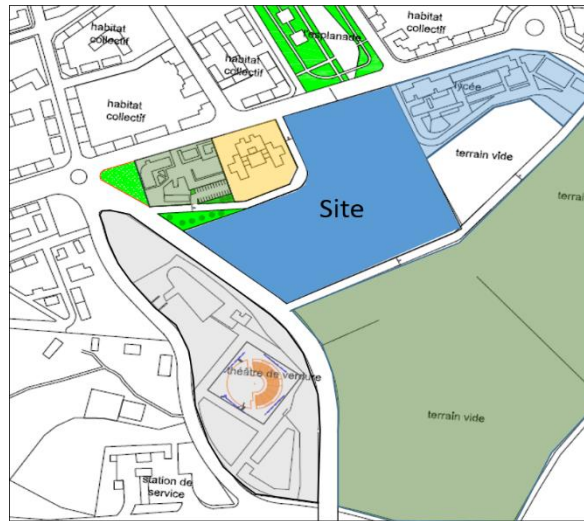 habitat
collectif
l'esplanade
habitat
collectif
habitat
collectif
habitat
collectif
lycée
terrain vide
terrain
Site
théâtre de verdure
terrain vide
station de
service